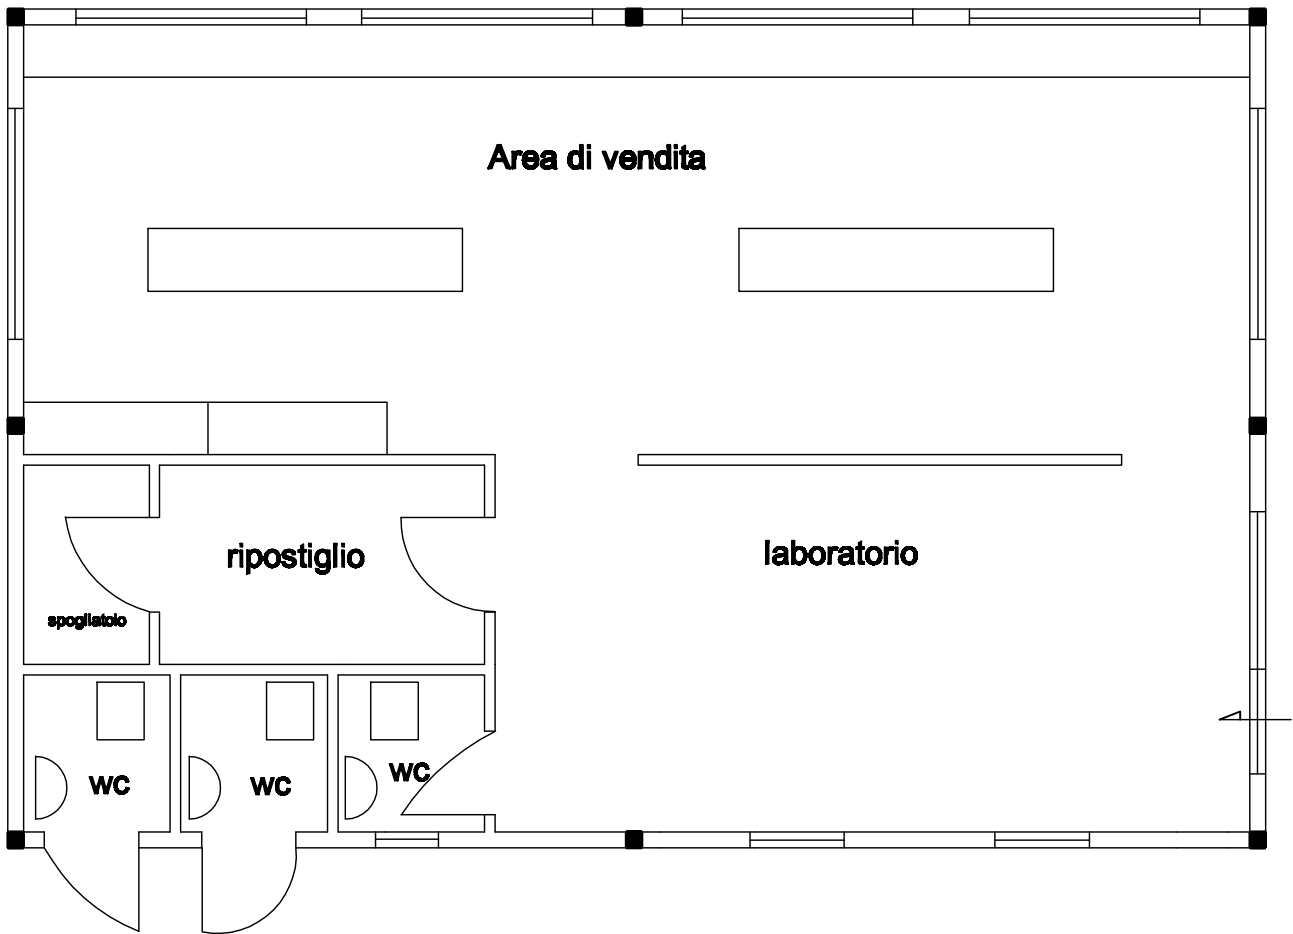 Area di vendita
ripostiglio
laboratorio
spogliatoio
WC
WC
WC